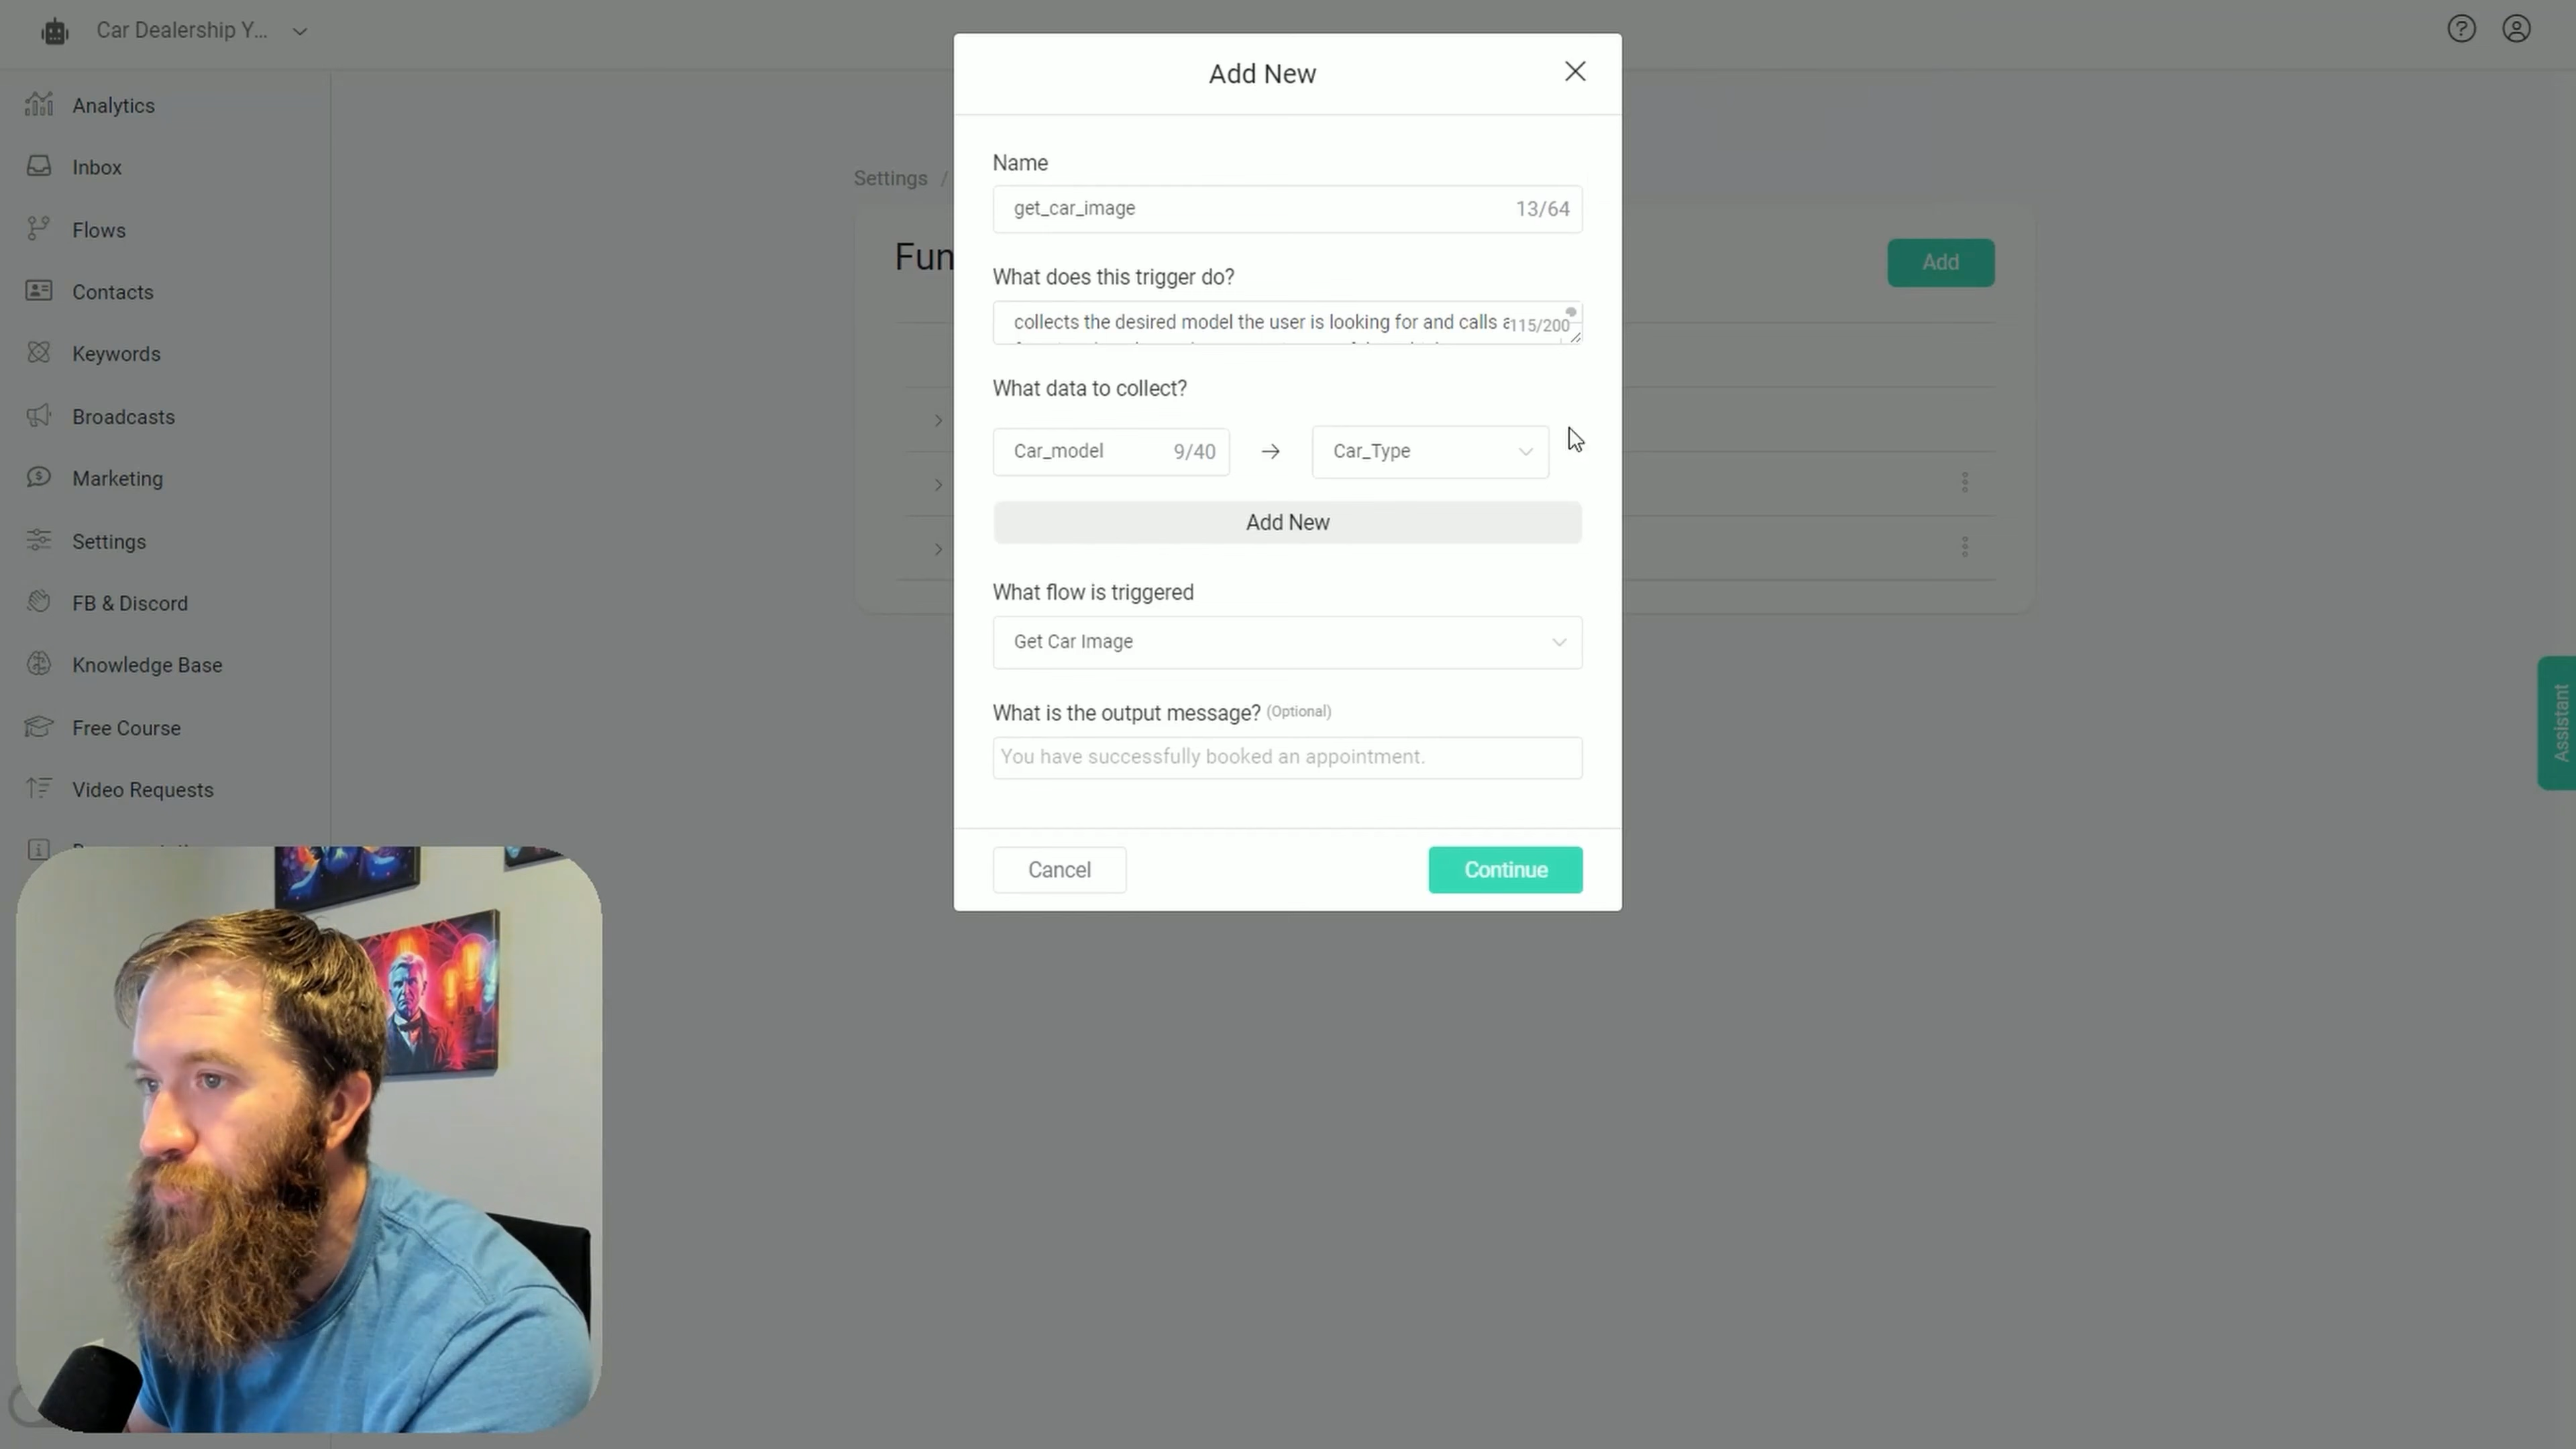 Car Dealership Y...
Analytics
Inbox
Flows
Contacts
Keywords
Broadcasts
Marketing
Settings
FB & Discord
Knowledge Base
Free Course
Video Requests
Settings /
Fun
Add
Add New
Name
get_car_image 13/64
What does this trigger do?
collects the desired model the user is looking for and calls a 115/200
What data to collect?
Car_model 9/40 → Car_Type
Add New
What flow is triggered
Get Car Image
What is the output message? (Optional)
You have successfully booked an appointment.
Cancel
Continue
Assistant